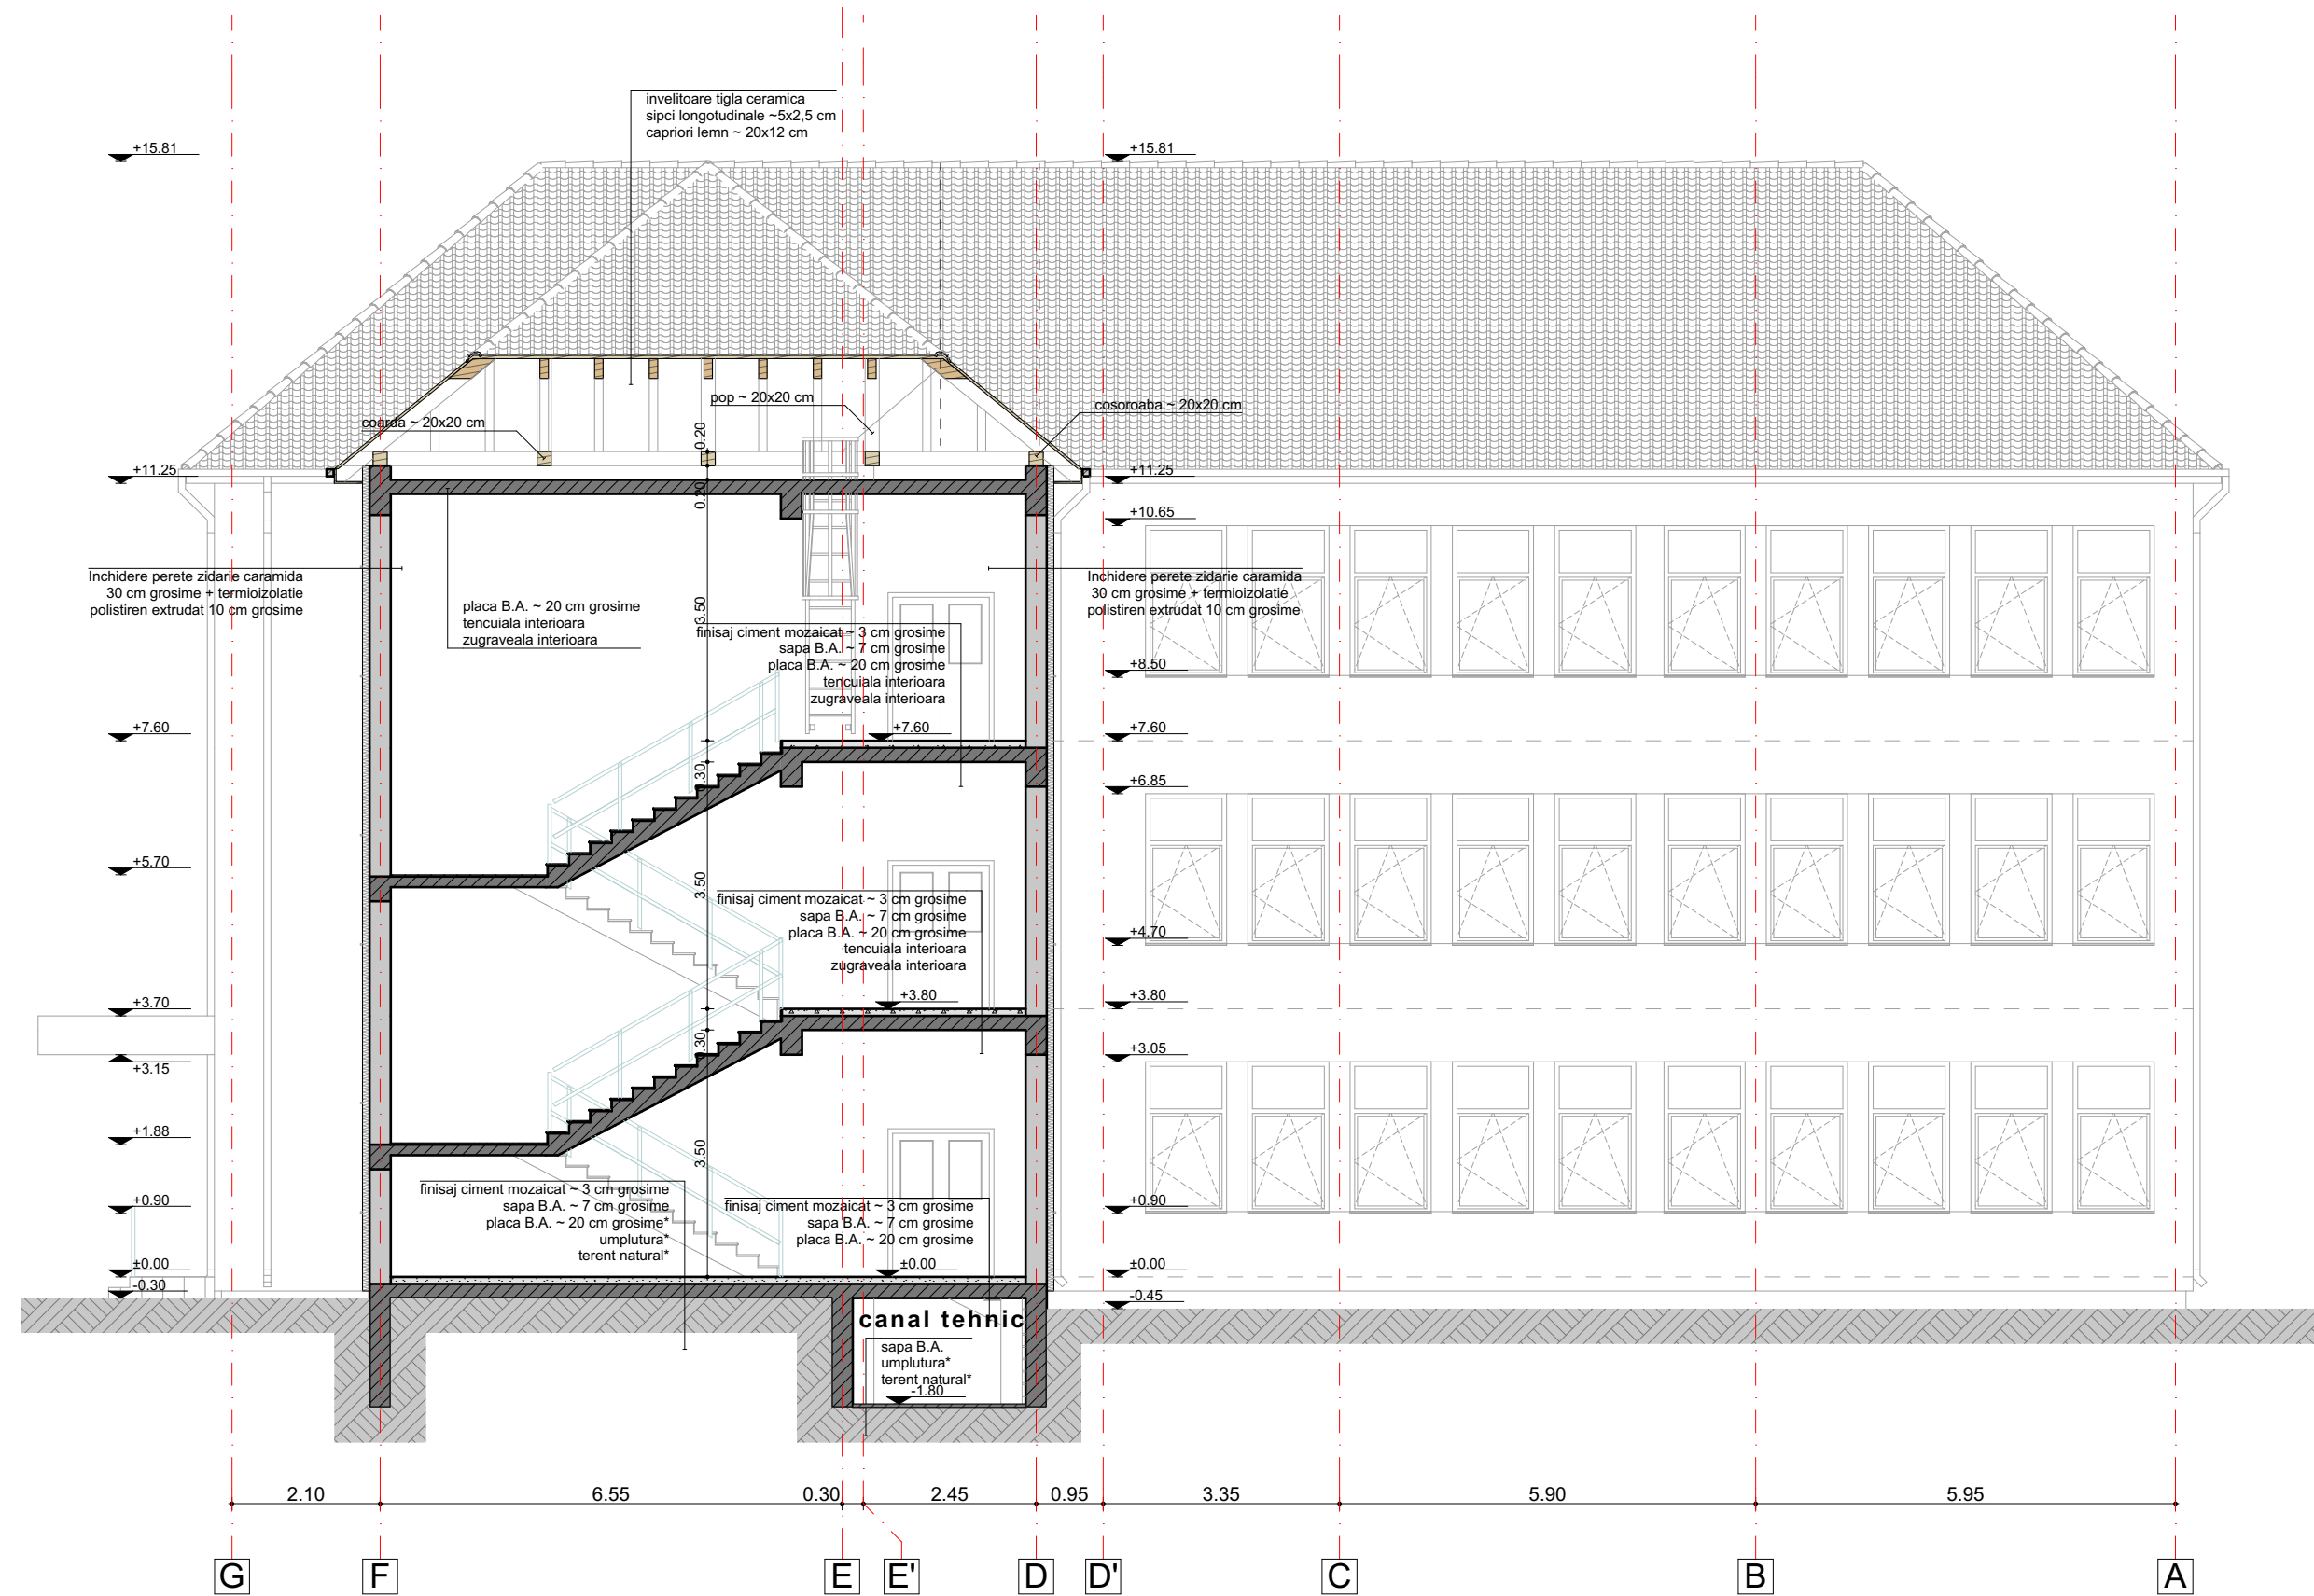 invelitoare tigla ceramica
sipci longotudinale ~5x2,5 cm
capriori lemn ~ 20x12 cm
+15.81
+15.81
pop ~ 20x20 cm
cosoroaba ~ 20x20 cm
coarda ~ 20x20 cm
0.20
+11.25
+11.25
0.20
+10.65
Inchidere perete zidarie caramida
30 cm grosime + termioizolatie
polistiren extrudat 10 cm grosime
placa B.A. ~ 20 cm grosime
tencuiala interioara
zugraveala interioara
3.50
finisaj ciment mozaicat ~ 3 cm grosime
sapa B.A. ~ 7 cm grosime
placa B.A. ~ 20 cm grosime
tencuiala interioara
zugraveala interioara
Inchidere perete zidarie caramida
30 cm grosime + termioizolatie
polistiren extrudat 10 cm grosime
+8.50
+7.60
+7.60
+7.60
0.30
+6.85
+5.70
3.50
finisaj ciment mozaicat ~ 3 cm grosime
sapa B.A. ~ 7 cm grosime
placa B.A. ~ 20 cm grosime
tencuiala interioara
zugraveala interioara
+4.70
+3.70
+3.80
+3.80
0.30
+3.15
+3.05
+1.88
3.50
finisaj ciment mozaicat ~ 3 cm grosime
sapa B.A. ~ 7 cm grosime
placa B.A. ~ 20 cm grosime*
umplutura*
terent natural*
finisaj ciment mozaicat ~ 3 cm grosime
sapa B.A. ~ 7 cm grosime
placa B.A. ~ 20 cm grosime
+0.90
+0.90
±0.00
±0.00
±0.00
-0.30
-0.45
canal tehnic
sapa B.A.
umplutura*
terent natural*
-1.80
2.10 6.55 0.30 2.45 0.95 3.35 5.90 5.95
G F E E' D D' C B A